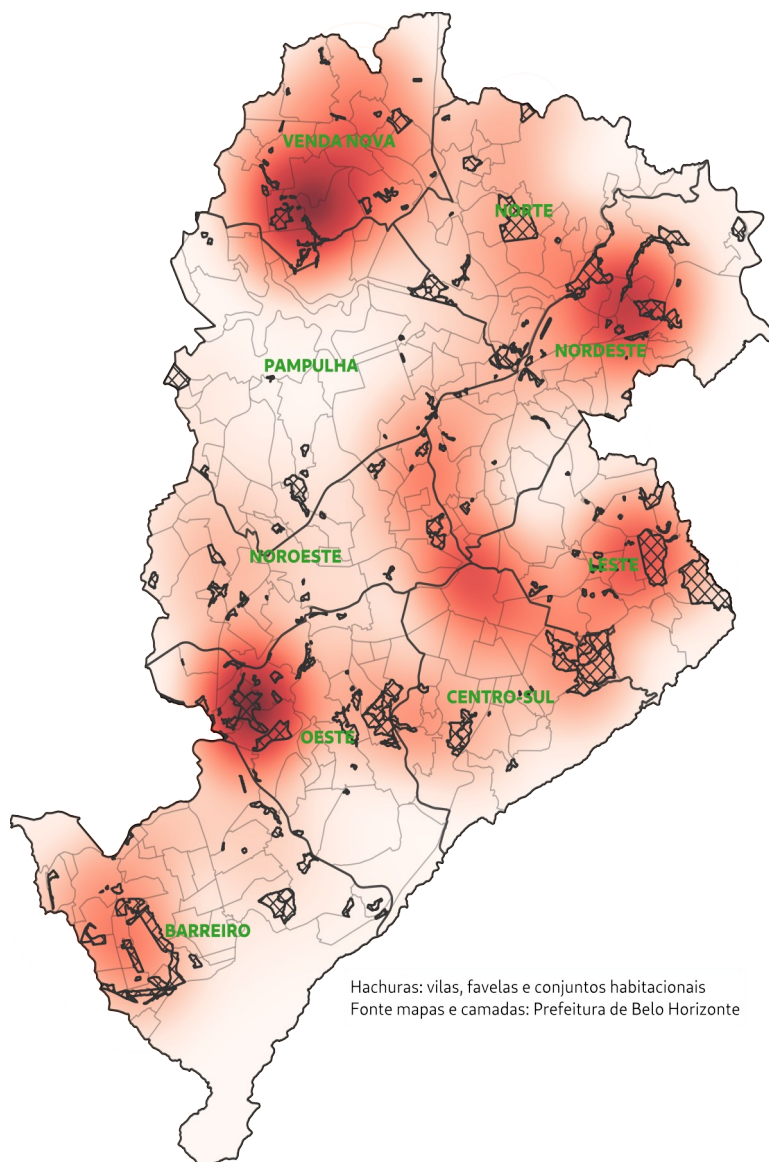 VENDA NOVA
NORTE
NORDESTE
PAMPULHA
NOROESTE
LESTE
CENTRO-SUL
OESTE
BARREIRO
Hachuras: vilas, favelas e conjuntos habitacionais
Fonte mapas e camadas: Prefeitura de Belo Horizonte